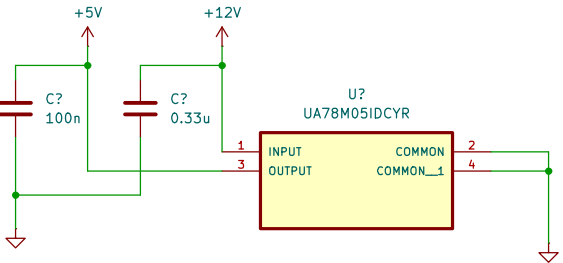 +5V
+12V
C?
100n
C?
0.33u
U?
UA78M05IDCYR
1
INPUT
COMMON
2
3
OUTPUT
COMMON__1
4